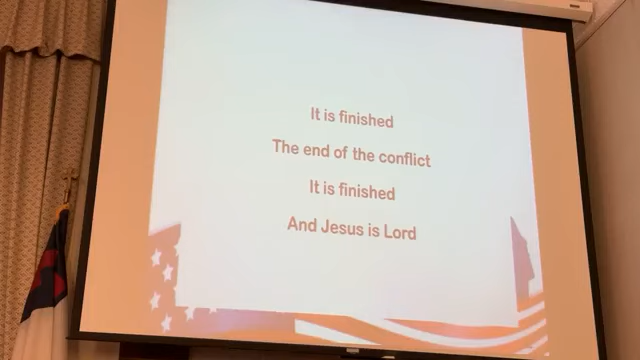 It is finished
The end of the conflict
It is finished
And Jesus is Lord